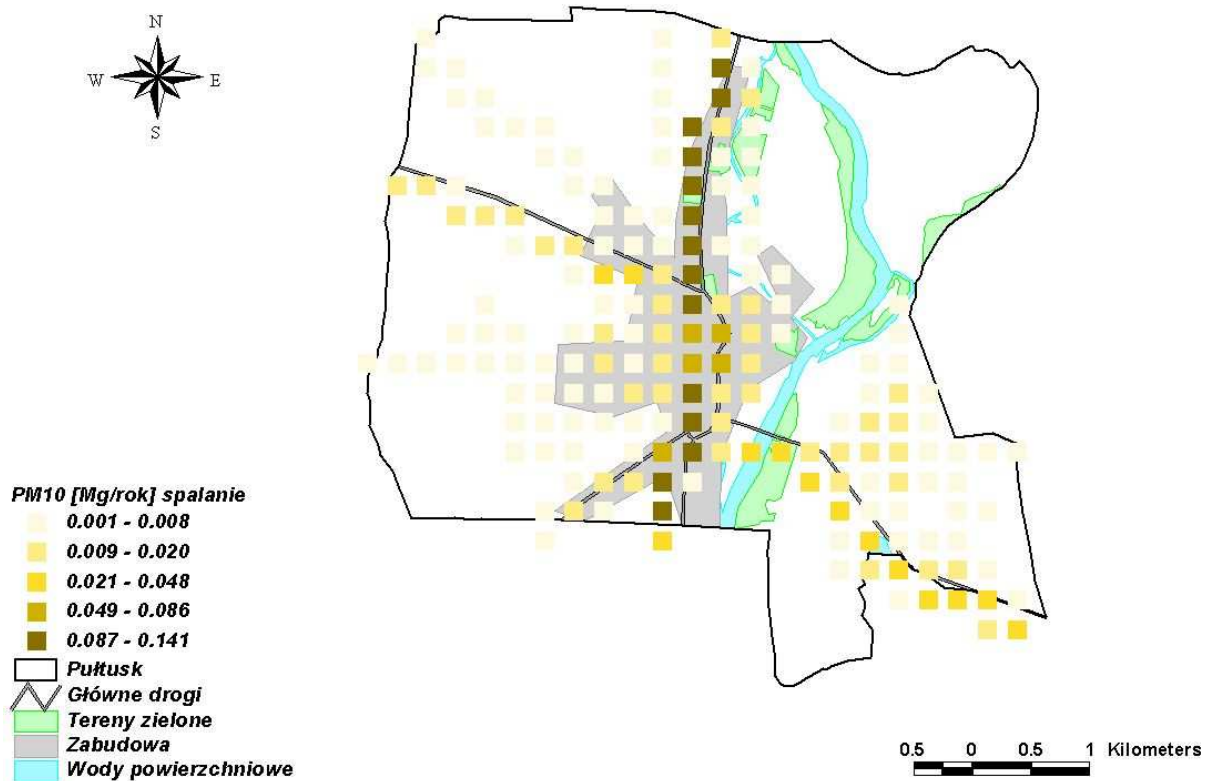 N
W E
S
PM10 [Mg/rok] spalanie
0.001 - 0.008
0.009 - 0.020
0.021 - 0.048
0.049 - 0.086
0.087 - 0.141
Pułtusk
Główne drogi
Tereny zielone
Zabudowa
Wody powierzchniowe
0.5 0 0.5 1 Kilometers